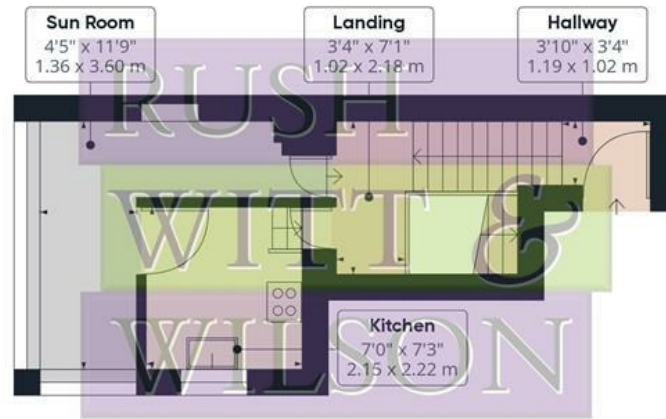 Sun Room
4'5" x 11'9"
1.36 x 3.60 m
Landing
3'4" x 7'1"
1.02 x 2.18 m
Hallway
3'10" x 3'4"
1.19 x 1.02 m
RUSH
WITT &
WILSON
Kitchen
7'0" x 7'3"
2.15 x 2.22 m